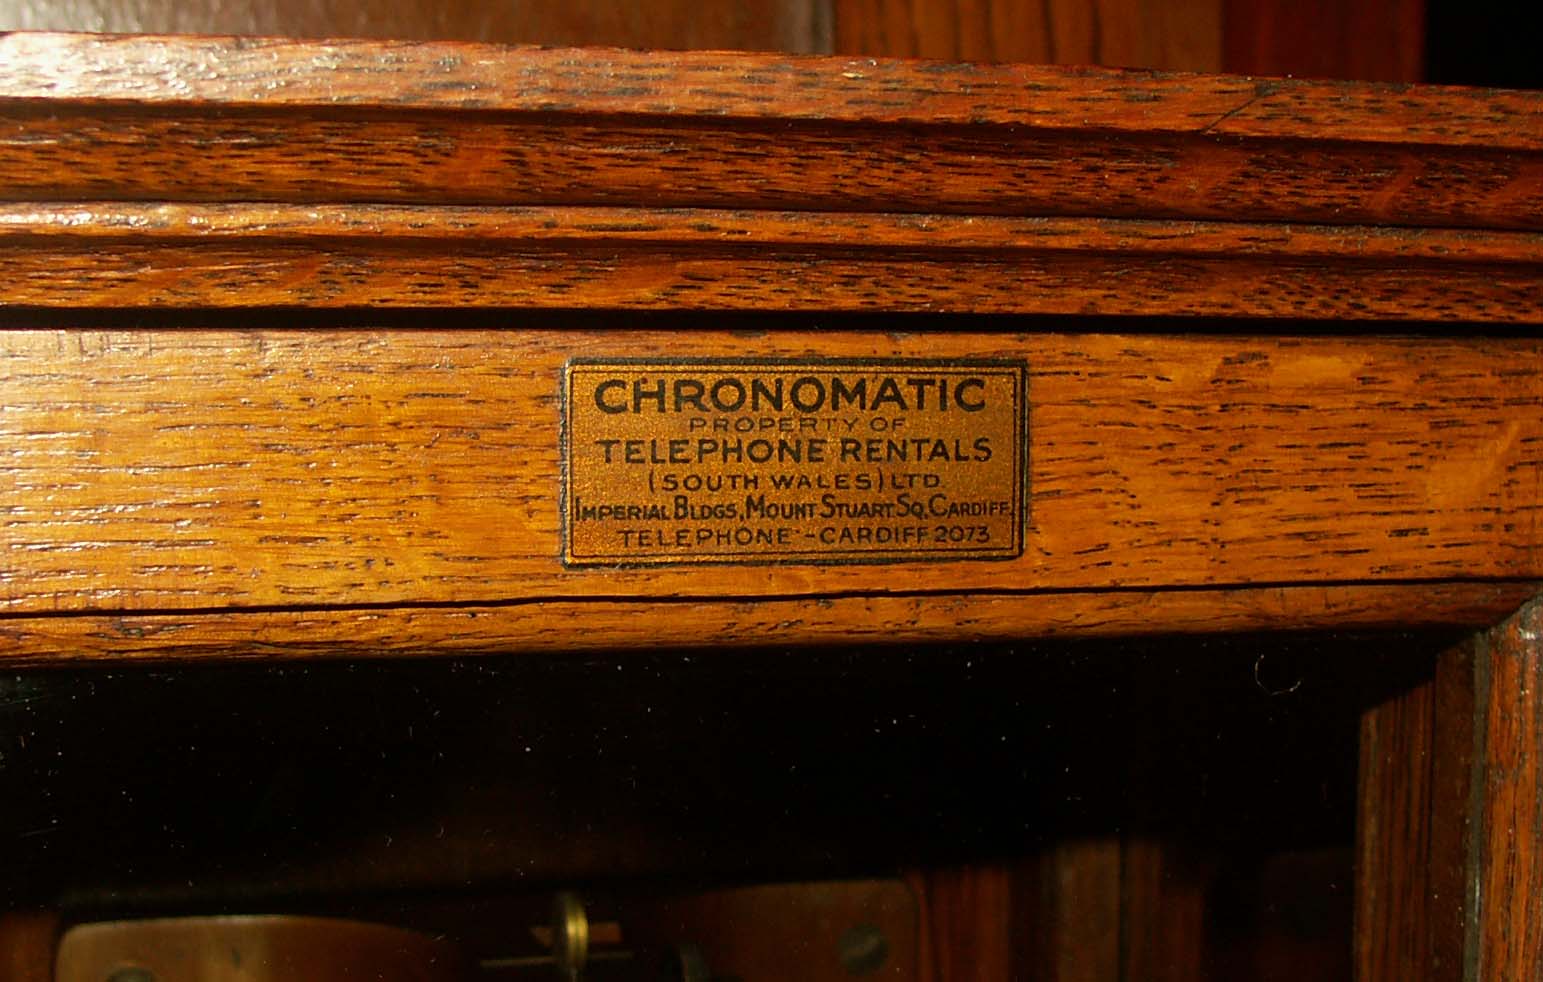 CHRONOMATIC
PROPERTY OF
TELEPHONE RENTALS
(SOUTH WALES) LTD
IMPERIAL BLDGS, MOUNT STUART SQ, CARDIFF
TELEPHONE - CARDIFF 2073